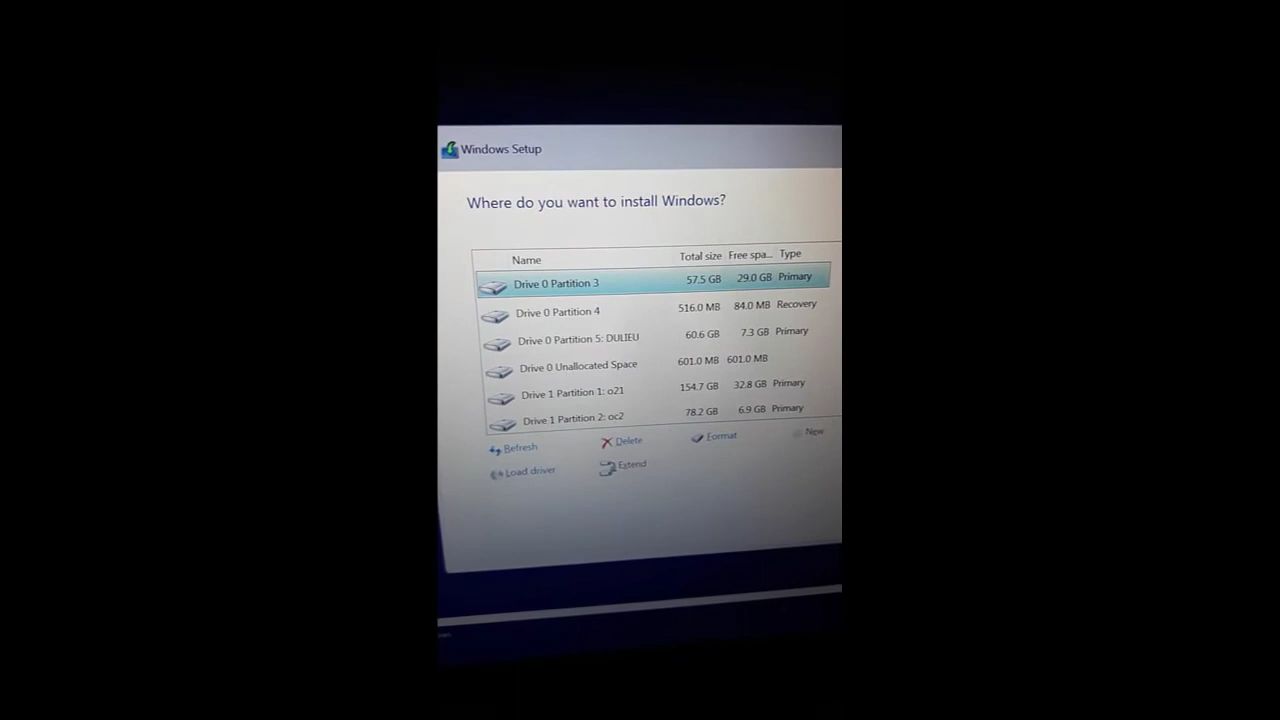 Windows Setup
Where do you want to install Windows?
Name Total size Free spa... Type
Drive 0 Partition 3 57.5 GB 29.0 GB Primary
Drive 0 Partition 4 516.0 MB 84.0 MB Recovery
Drive 0 Partition 5: DULIEU 60.6 GB 7.3 GB Primary
Drive 0 Unallocated Space 601.0 MB 601.0 MB
Drive 1 Partition 1: o21 154.7 GB 32.8 GB Primary
Drive 1 Partition 2: oc2 78.2 GB 6.9 GB Primary
Refresh Delete Format New
Load driver Extend